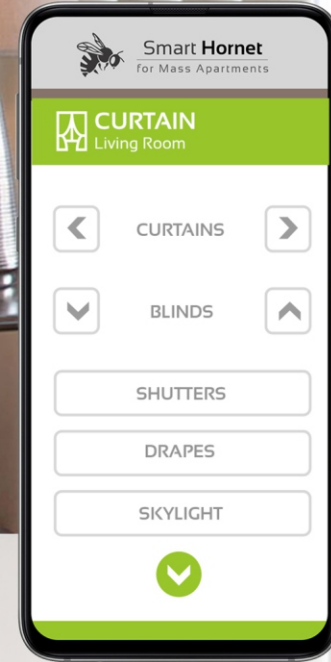 Smart Hornet
for Mass Apartments
CURTAIN
Living Room
CURTAINS
BLINDS
SHUTTERS
DRAPES
SKYLIGHT